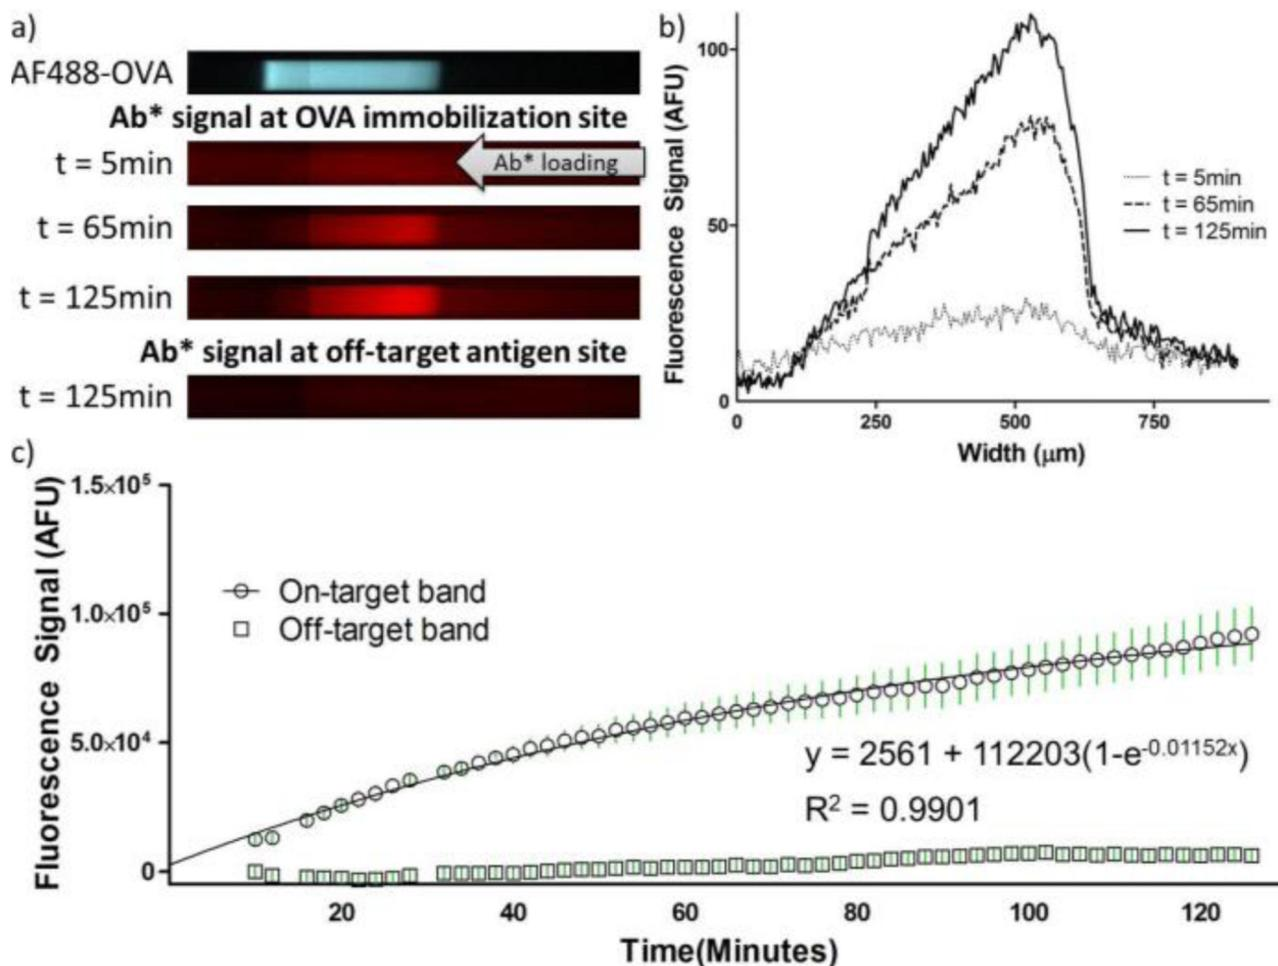 a)
AF488-OVA
Ab* signal at OVA immobilization site
t = 5min
Ab* loading
t = 65min
t = 125min
Ab* signal at off-target antigen site
t = 125min
b)
Fluorescence Signal (AFU)
100
50
0
0 250 500 750
Width (μm)
t = 5min
t = 65min
t = 125min
c)
Fluorescence Signal (AFU)
1.5×10⁵
1.0×10⁵
5.0×10⁴
0
On-target band
Off-target band
y = 2561 + 112203(1-e^-0.01152x)
R² = 0.9901
20 40 60 80 100 120
Time(Minutes)